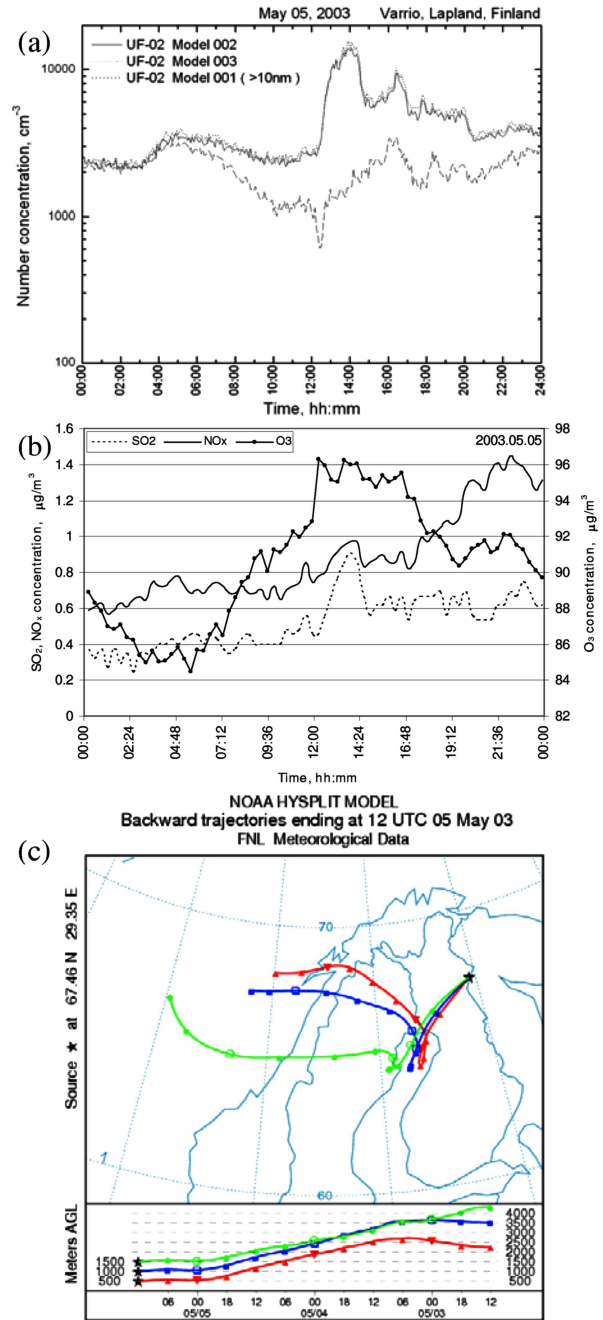 May 05, 2003 Varrio, Lapland, Finland
(a)
UF-02 Model 002
UF-02 Model 003
UF-02 Model 001 ( >10nm )
Number concentration, cm-3
10000
1000
100
00:00 02:00 04:00 06:00 08:00 10:00 12:00 14:00 16:00 18:00 20:00 22:00 24:00
Time, hh:mm
(b)
SO2 NOx O3 2003.05.05
SO2, NOx concentration, µg/m3
1.6
1.4
1.2
1
0.8
0.6
0.4
0.2
0
98
96
94
92
90
88
86
84
82
O3 concentration, µg/m3
00:00 02:24 04:48 07:12 09:36 12:00 14:24 16:48 19:12 21:36 00:00
Time, hh:mm
(c)
NOAA HYSPLIT MODEL
Backward trajectories ending at 12 UTC 05 May 03
FNL Meteorological Data
Source ★ at 67.46 N 29.35 E
70
60
1
Meters AGL
1500
1000
500
4000
3500
3000
2500
2000
1500
1000
500
06 00 18 12 06 00 18 12 06 00 18 12
05/05 05/04 05/03